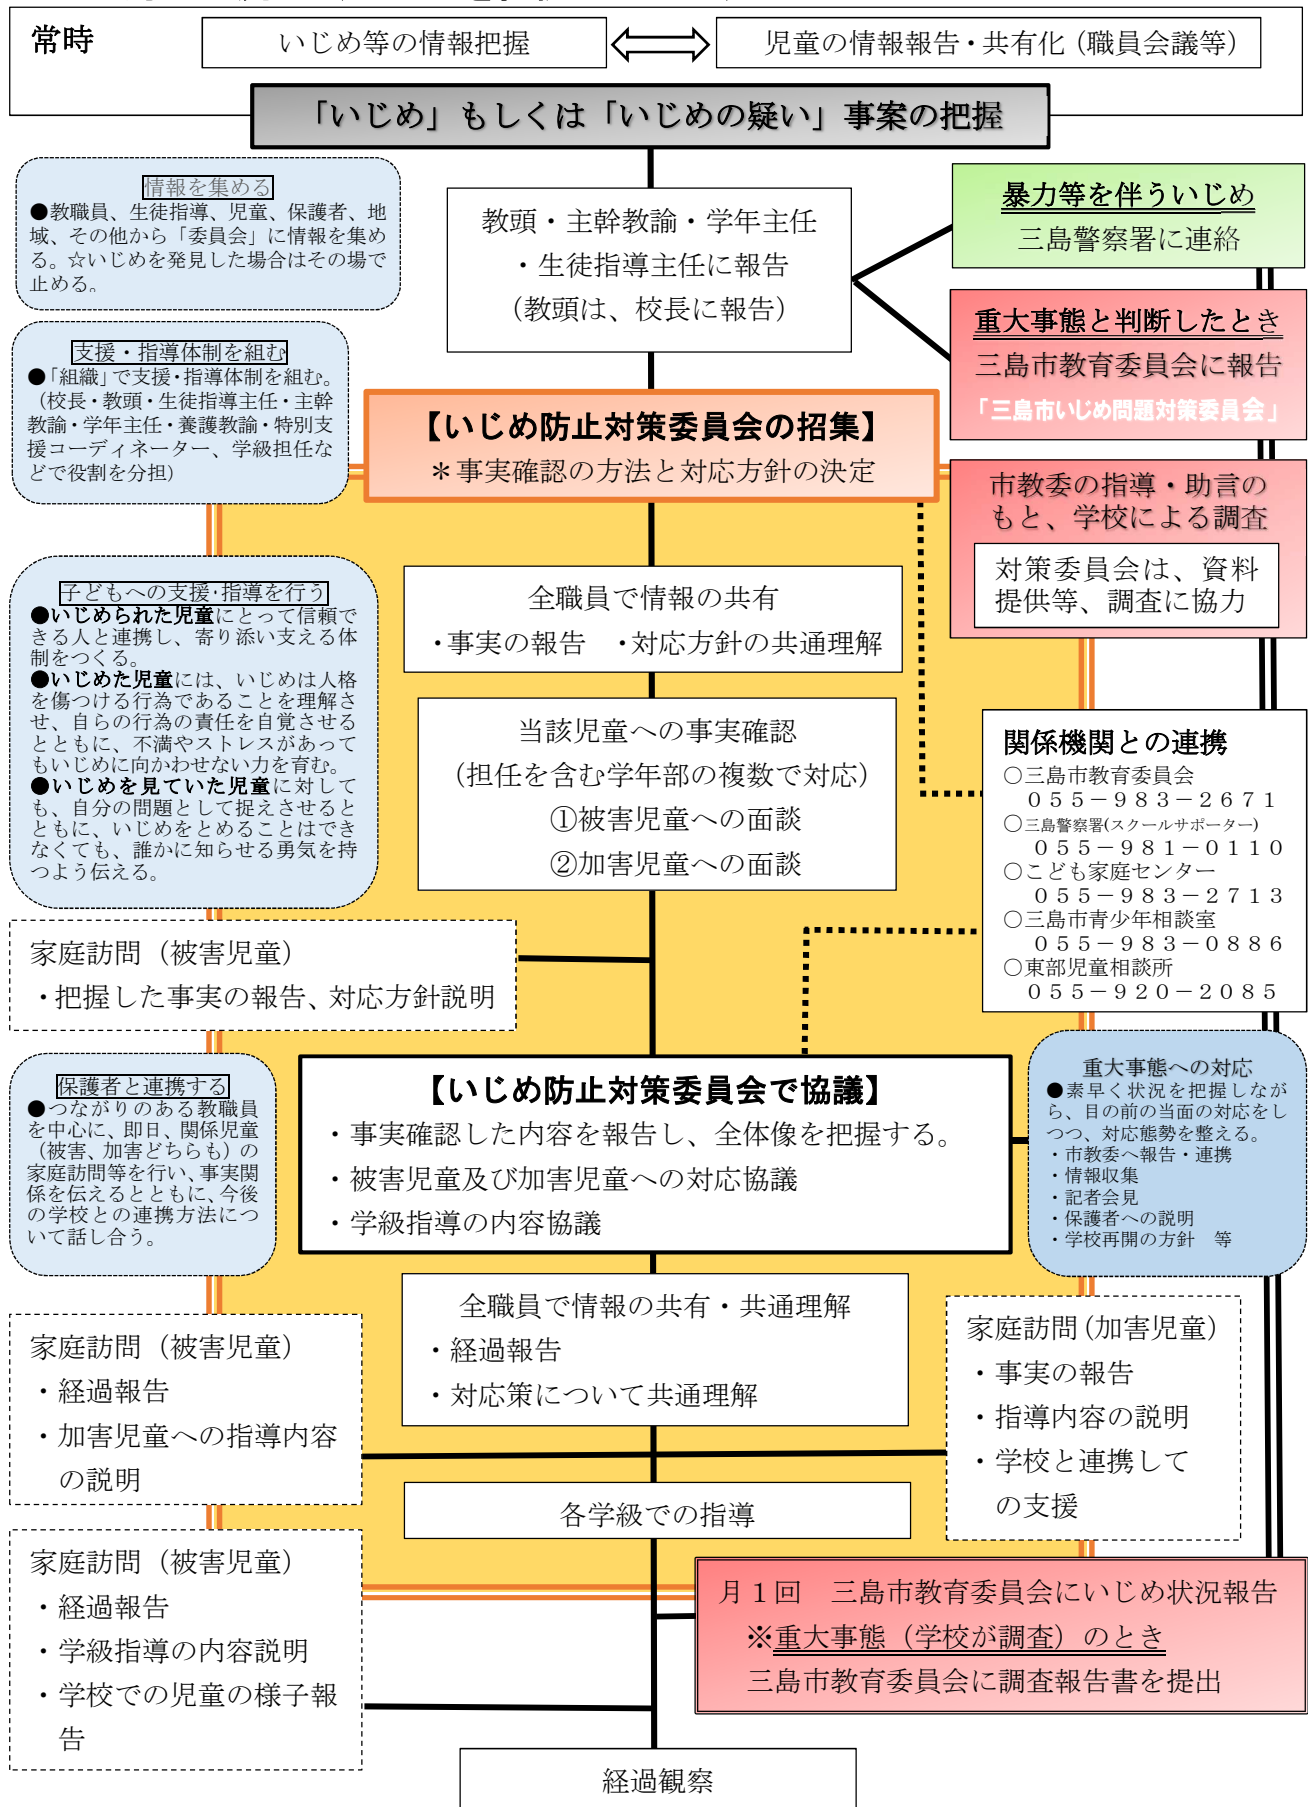 常時
いじめ等の情報把握
児童の情報報告・共有化（職員会議等）
「いじめ」もしくは「いじめの疑い」事案の把握
情報を集める
●教職員、生徒指導、児童、保護者、地
域、その他から「委員会」に情報を集め
る。☆いじめを発見した場合はその場で
止める。
教頭・主幹教諭・学年主任
・生徒指導主任に報告
（教頭は、校長に報告）
暴力等を伴ういじめ
三島警察署に連絡
重大事態と判断したとき
三島市教育委員会に報告
「三島市いじめ問題対策委員会」
支援・指導体制を組む
●「組織」で支援・指導体制を組む。
（校長・教頭・生徒指導主任・主幹
教諭・学年主任・養護教諭・特別支
援コーディネーター、学級担任な
どで役割を分担）
【いじめ防止対策委員会の招集】
＊事実確認の方法と対応方針の決定
市教委の指導・助言の
もと、学校による調査
対策委員会は、資料
提供等、調査に協力
子どもへの支援・指導を行う
●いじめられた児童にとって信頼で
きる人と連携し、寄り添い支える体
制をつくる。
●いじめた児童には、いじめは人格
を傷つける行為であることを理解さ
せ、自らの行為の責任を自覚させる
とともに、不満やストレスがあって
もいじめに向かわせない力を育む。
●いじめを見ていた児童に対して
も、自分の問題として捉えさせると
ともに、いじめをとめることはでき
なくても、誰かに知らせる勇気を持
つよう伝える。
全職員で情報の共有
・事実の報告　・対応方針の共通理解
当該児童への事実確認
（担任を含む学年部の複数で対応）
①被害児童への面談
②加害児童への面談
関係機関との連携
○三島市教育委員会
０５５－９８３－２６７１
○三島警察署(スクールサポーター)
０５５－９８１－０１１０
○こども家庭センター
０５５－９８３－２７１３
○三島市青少年相談室
０５５－９８３－０８８６
○東部児童相談所
０５５－９２０－２０８５
家庭訪問（被害児童）
・把握した事実の報告、対応方針説明
保護者と連携する
●つながりのある教職員
を中心に、即日、関係児童
（被害、加害どちらも）の
家庭訪問等を行い、事実関
係を伝えるとともに、今後
の学校との連携方法につ
いて話し合う。
【いじめ防止対策委員会で協議】
・事実確認した内容を報告し、全体像を把握する。
・被害児童及び加害児童への対応協議
・学級指導の内容協議
重大事態への対応
●素早く状況を把握しなが
ら、目の前の当面の対応をし
つつ、対応態勢を整える。
・市教委へ報告・連携
・情報収集
・記者会見
・保護者への説明
・学校再開の方針　等
全職員で情報の共有・共通理解
・経過報告
・対応策について共通理解
家庭訪問（被害児童）
・経過報告
・加害児童への指導内容
の説明
家庭訪問（加害児童）
・事実の報告
・指導内容の説明
・学校と連携して
の支援
各学級での指導
家庭訪問（被害児童）
・経過報告
・学級指導の内容説明
・学校での児童の様子報
告
月１回　三島市教育委員会にいじめ状況報告
※重大事態（学校が調査）のとき
三島市教育委員会に調査報告書を提出
経過観察